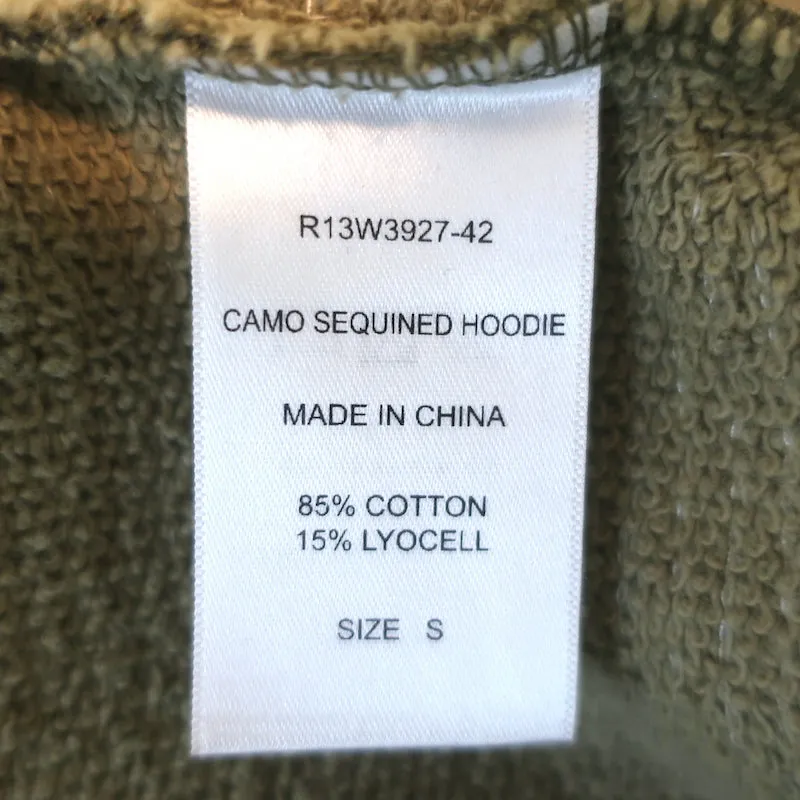 R13W3927-42
CAMO SEQUINED HOODIE
MADE IN CHINA
85% COTTON
15% LYOCELL
SIZE S